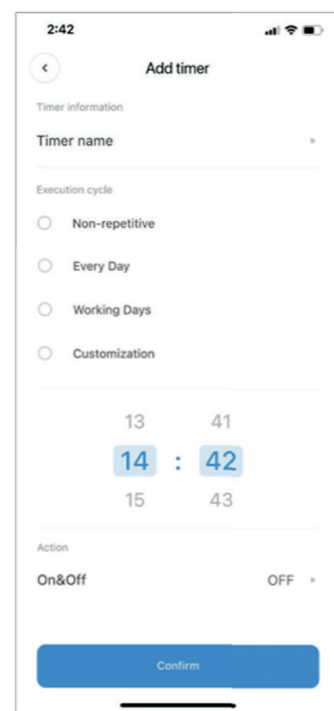 2:42
Add timer
Timer information
Timer name
Execution cycle
Non-repetitive
Every Day
Working Days
Customization
13 41
14 : 42
15 43
Action
On&Off OFF
Confirm